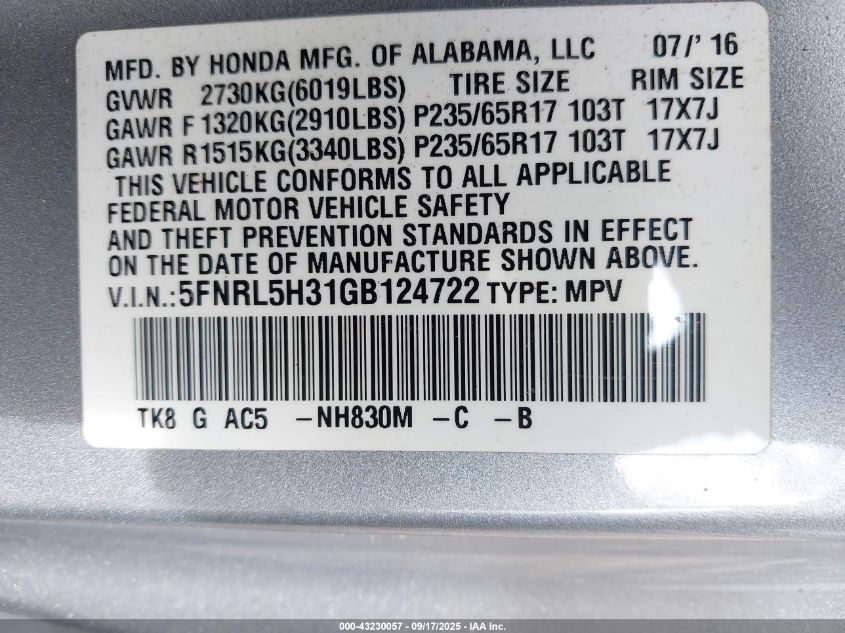 MFD. BY HONDA MFG. OF ALABAMA, LLC 07/'16
GVWR 2730KG(6019LBS) TIRE SIZE RIM SIZE
GAWR F 1320KG(2910LBS) P235/65R17 103T 17X7J
GAWR R1515KG(3340LBS) P235/65R17 103T 17X7J
THIS VEHICLE CONFORMS TO ALL APPLICABLE
FEDERAL MOTOR VEHICLE SAFETY
AND THEFT PREVENTION STANDARDS IN EFFECT
ON THE DATE OF MANUFACTURE SHOWN ABOVE.
V.I.N.:5FNRL5H31GB124722 TYPE: MPV
TK8 G AC5 -NH830M -C -B
000-43230057 - 09/17/2025 - IAA Inc.